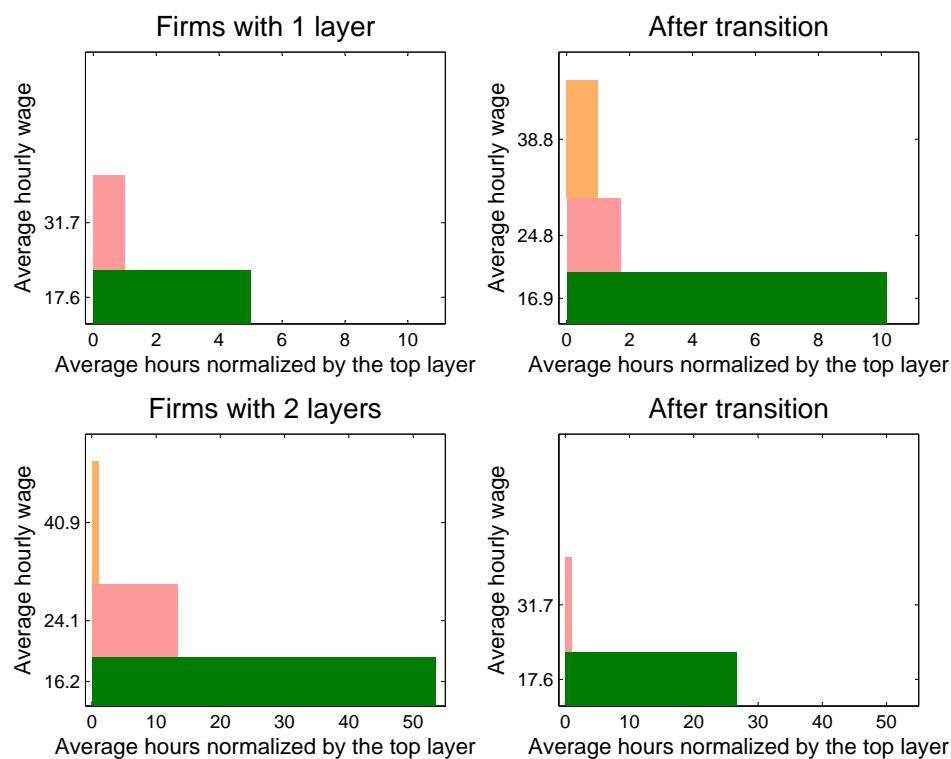 Firms with 1 layer
Average hourly wage
31.7
17.6
0 2 4 6 8 10
Average hours normalized by the top layer
After transition
Average hourly wage
38.8
24.8
16.9
0 2 4 6 8 10
Average hours normalized by the top layer
Firms with 2 layers
Average hourly wage
40.9
24.1
16.2
0 10 20 30 40 50
Average hours normalized by the top layer
After transition
Average hourly wage
31.7
17.6
0 10 20 30 40 50
Average hours normalized by the top layer